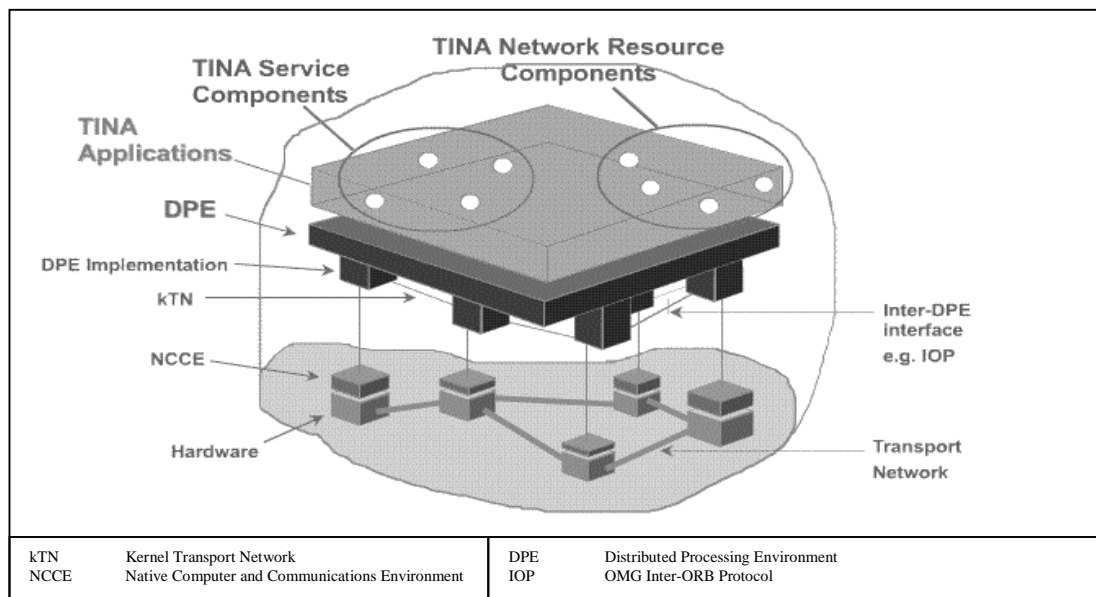 TINA Network Resource
Components
TINA Service
Components
TINA
Applications
DPE
DPE Implementation
kTN
Inter-DPE
interface
e.g. IOP
NCCE
Hardware
Transport
Network
kTN Kernel Transport Network
NCCE Native Computer and Communications Environment
DPE Distributed Processing Environment
IOP OMG Inter-ORB Protocol